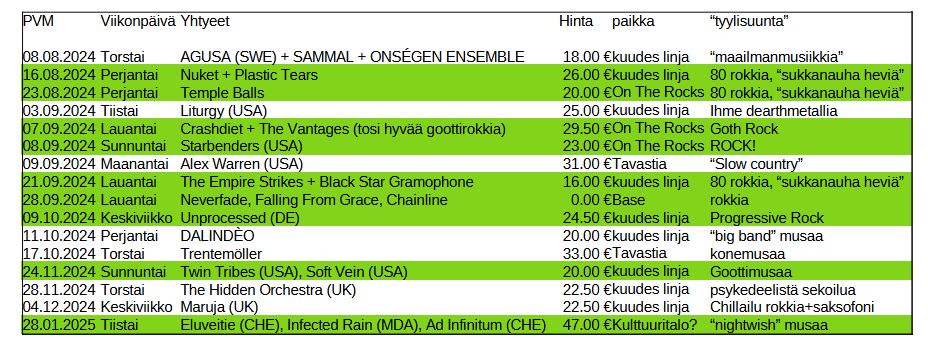 PVM Viikonpäivä Yhtyeet Hinta paikka “tyylisuunta”
08.08.2024 Torstai AGUSA (SWE) + SAMMAL + ONSÉGEN ENSEMBLE 18.00 € kuudes linja “maailmanmusiikkia”
16.08.2024 Perjantai Nuket + Plastic Tears 26.00 € kuudes linja 80 rokkia, “sukkanauha heviä”
23.08.2024 Perjantai Temple Balls 20.00 € On The Rocks 80 rokkia, “sukkanauha heviä”
03.09.2024 Tiistai Liturgy (USA) 25.00 € kuudes linja Ihme dearthmetallia
07.09.2024 Lauantai Crashdiet + The Vantages (tosi hyvää goottirokkia) 29.50 € On The Rocks Goth Rock
08.09.2024 Sunnuntai Starbenders (USA) 23.00 € On The Rocks ROCK!
09.09.2024 Maanantai Alex Warren (USA) 31.00 € Tavastia “Slow country”
21.09.2024 Lauantai The Empire Strikes + Black Star Gramophone 16.00 € kuudes linja 80 rokkia, “sukkanauha heviä”
28.09.2024 Lauantai Neverfade, Falling From Grace, Chainline 0.00 € Base rokkia
09.10.2024 Keskiviikko Unprocessed (DE) 24.50 € kuudes linja Progressive Rock
11.10.2024 Perjantai DALINDÈO 20.00 € kuudes linja “big band” musaa
17.10.2024 Torstai Trentemöller 33.00 € Tavastia konemusaa
24.11.2024 Sunnuntai Twin Tribes (USA), Soft Vein (USA) 20.00 € kuudes linja Goottimusaa
28.11.2024 Torstai The Hidden Orchestra (UK) 22.50 € kuudes linja psykedeelistä sekoilua
04.12.2024 Keskiviikko Maruja (UK) 22.50 € kuudes linja Chillailu rokkia+saksofoni
28.01.2025 Tiistai Eluveitie (CHE), Infected Rain (MDA), Ad Infinitum (CHE) 47.00 € Kulttuuritalo? “nightwish” musaa